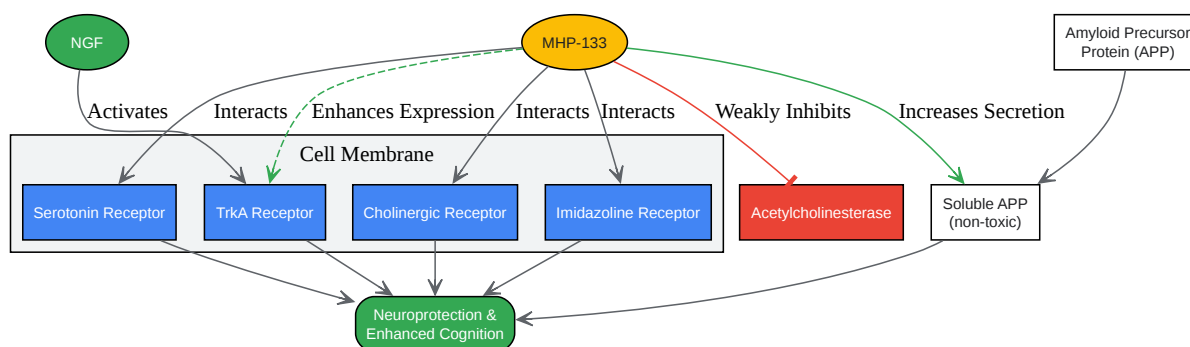 NGF
MHP-133
Amyloid Precursor
Protein (APP)
Activates
Interacts
Enhances Expression
Interacts
Interacts
Weakly Inhibits
Increases Secretion
Cell Membrane
Serotonin Receptor
TrkA Receptor
Cholinergic Receptor
Imidazoline Receptor
Acetylcholinesterase
Soluble APP
(non-toxic)
Neuroprotection &
Enhanced Cognition